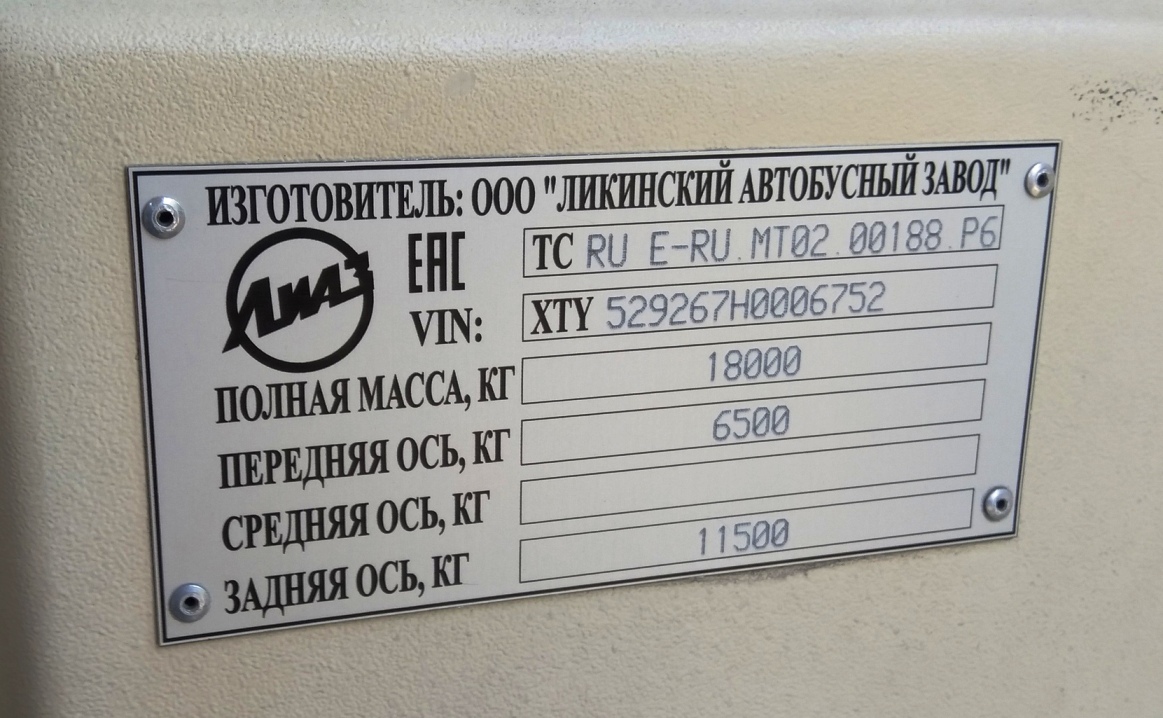 ИЗГОТОВИТЕЛЬ: ООО "ЛИКИНСКИЙ АВТОБУСНЫЙ ЗАВОД"
ЛиАЗ EAC ТС RU E-RU.MT02.00188.P6
VIN: XTY 529267H0006752
ПОЛНАЯ МАССА, КГ 18000
ПЕРЕДНЯЯ ОСЬ, КГ 6500
СРЕДНЯЯ ОСЬ, КГ
ЗАДНЯЯ ОСЬ, КГ 11500